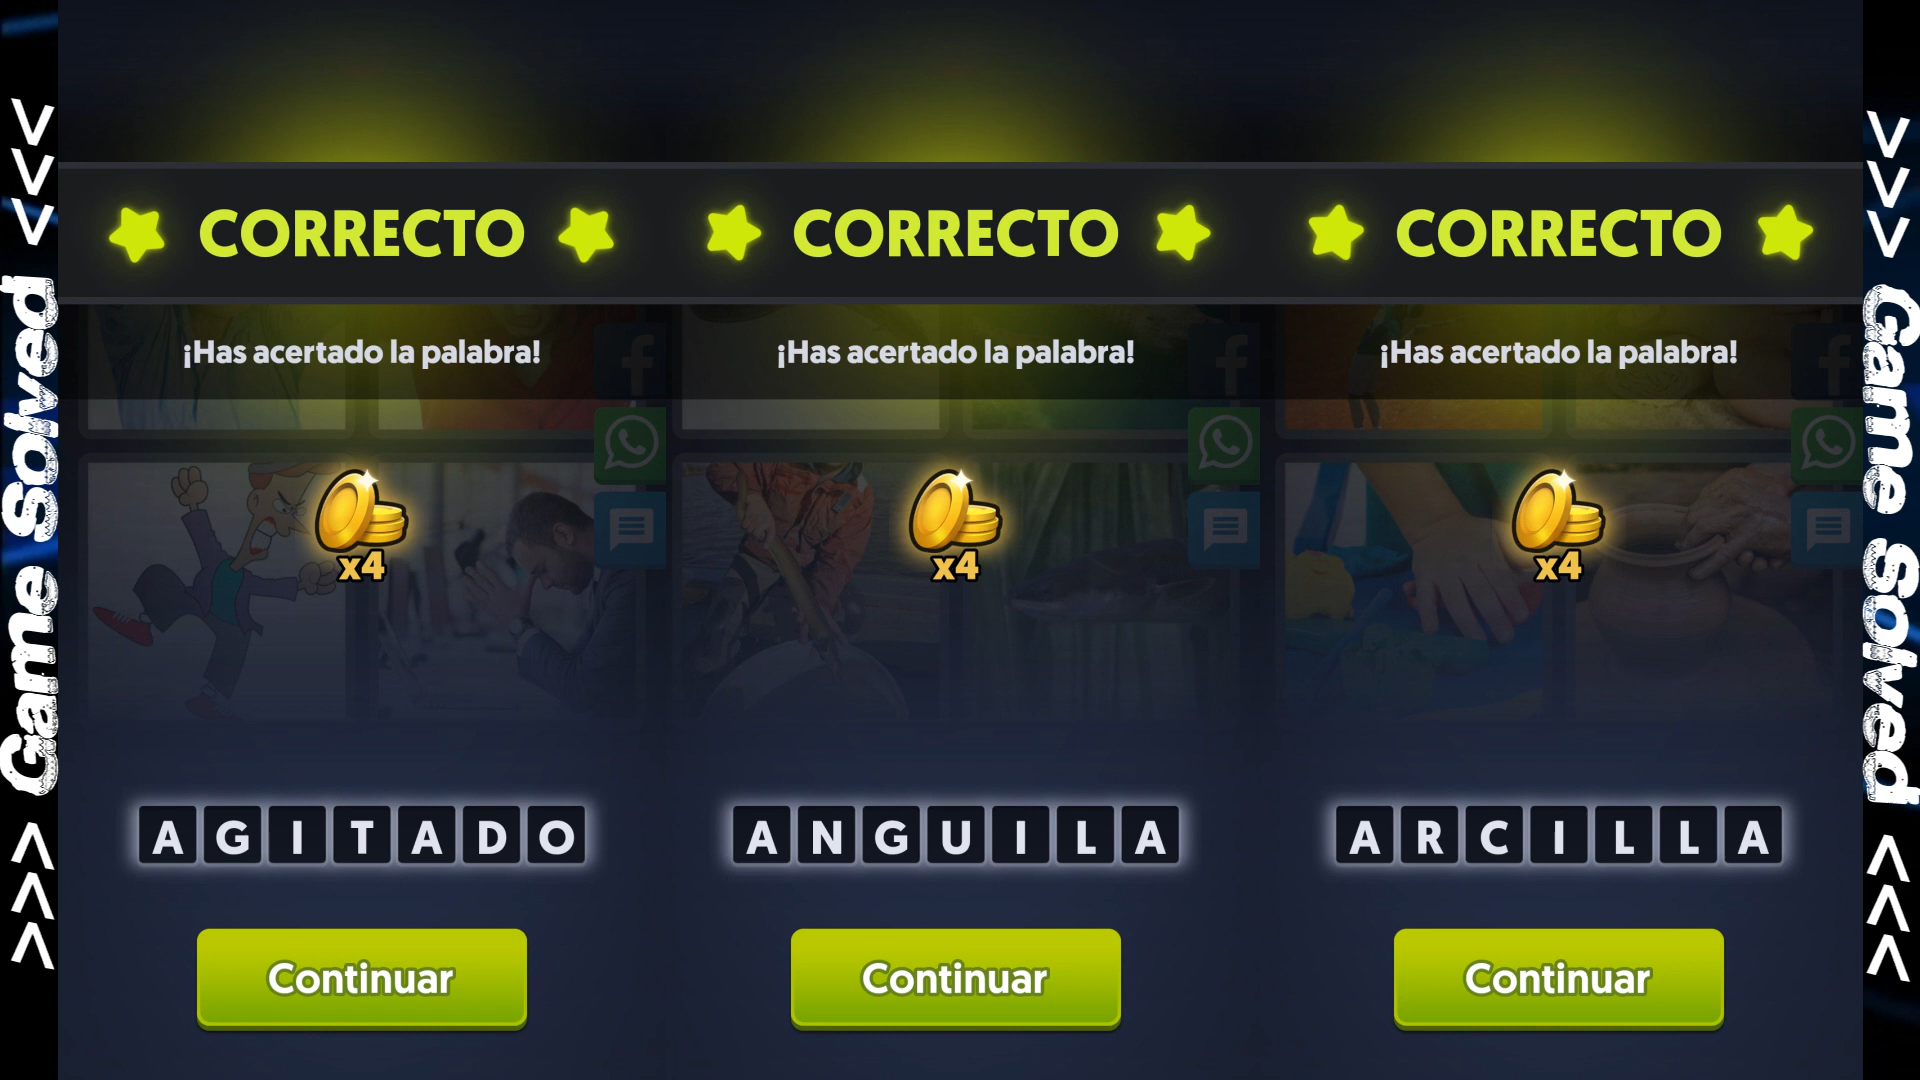 CORRECTO
¡Has acertado la palabra!
x4
AGITADO
Continuar
CORRECTO
¡Has acertado la palabra!
x4
ANGUILA
Continuar
CORRECTO
¡Has acertado la palabra!
x4
ARCILLA
Continuar
>>> Game Solved <<<
>>> Game Solved <<<